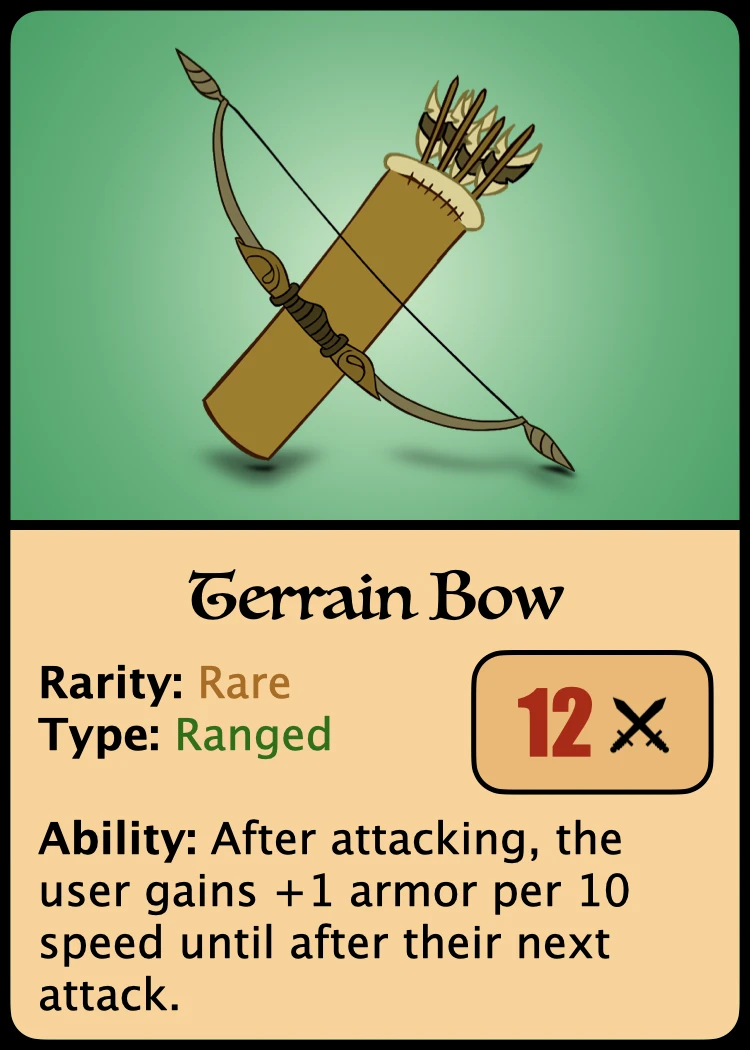 Terrain Bow
Rarity: Rare
Type: Ranged
12
Ability: After attacking, the
user gains +1 armor per 10
speed until after their next
attack.